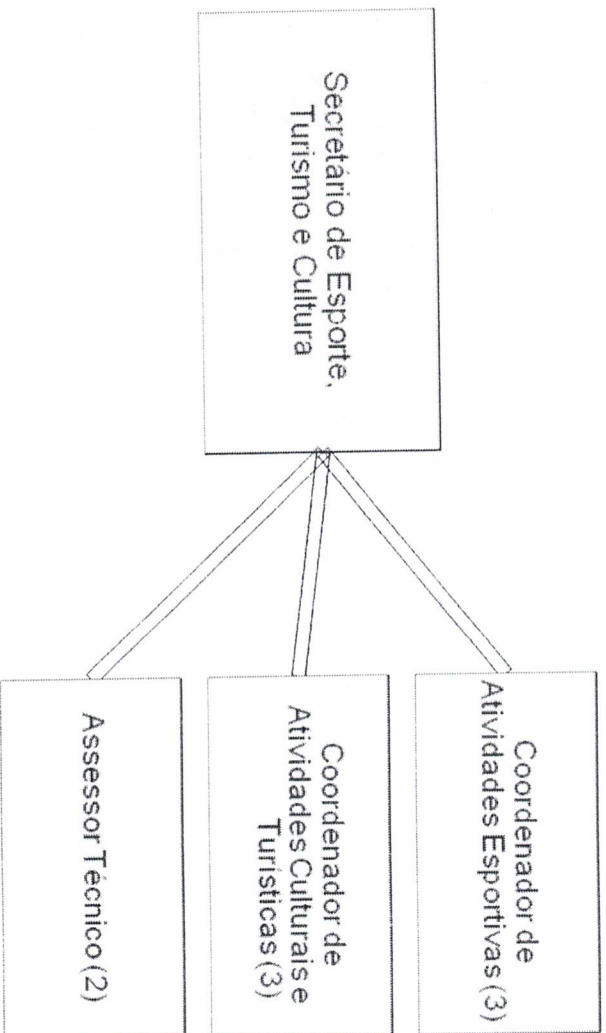 Secretário de Esporte,
Turismo e Cultura
Coordenador de
Atividades Esportivas (3)
Coordenador de
Atividades Culturais e
Turísticas (3)
Assessor Técnico (2)